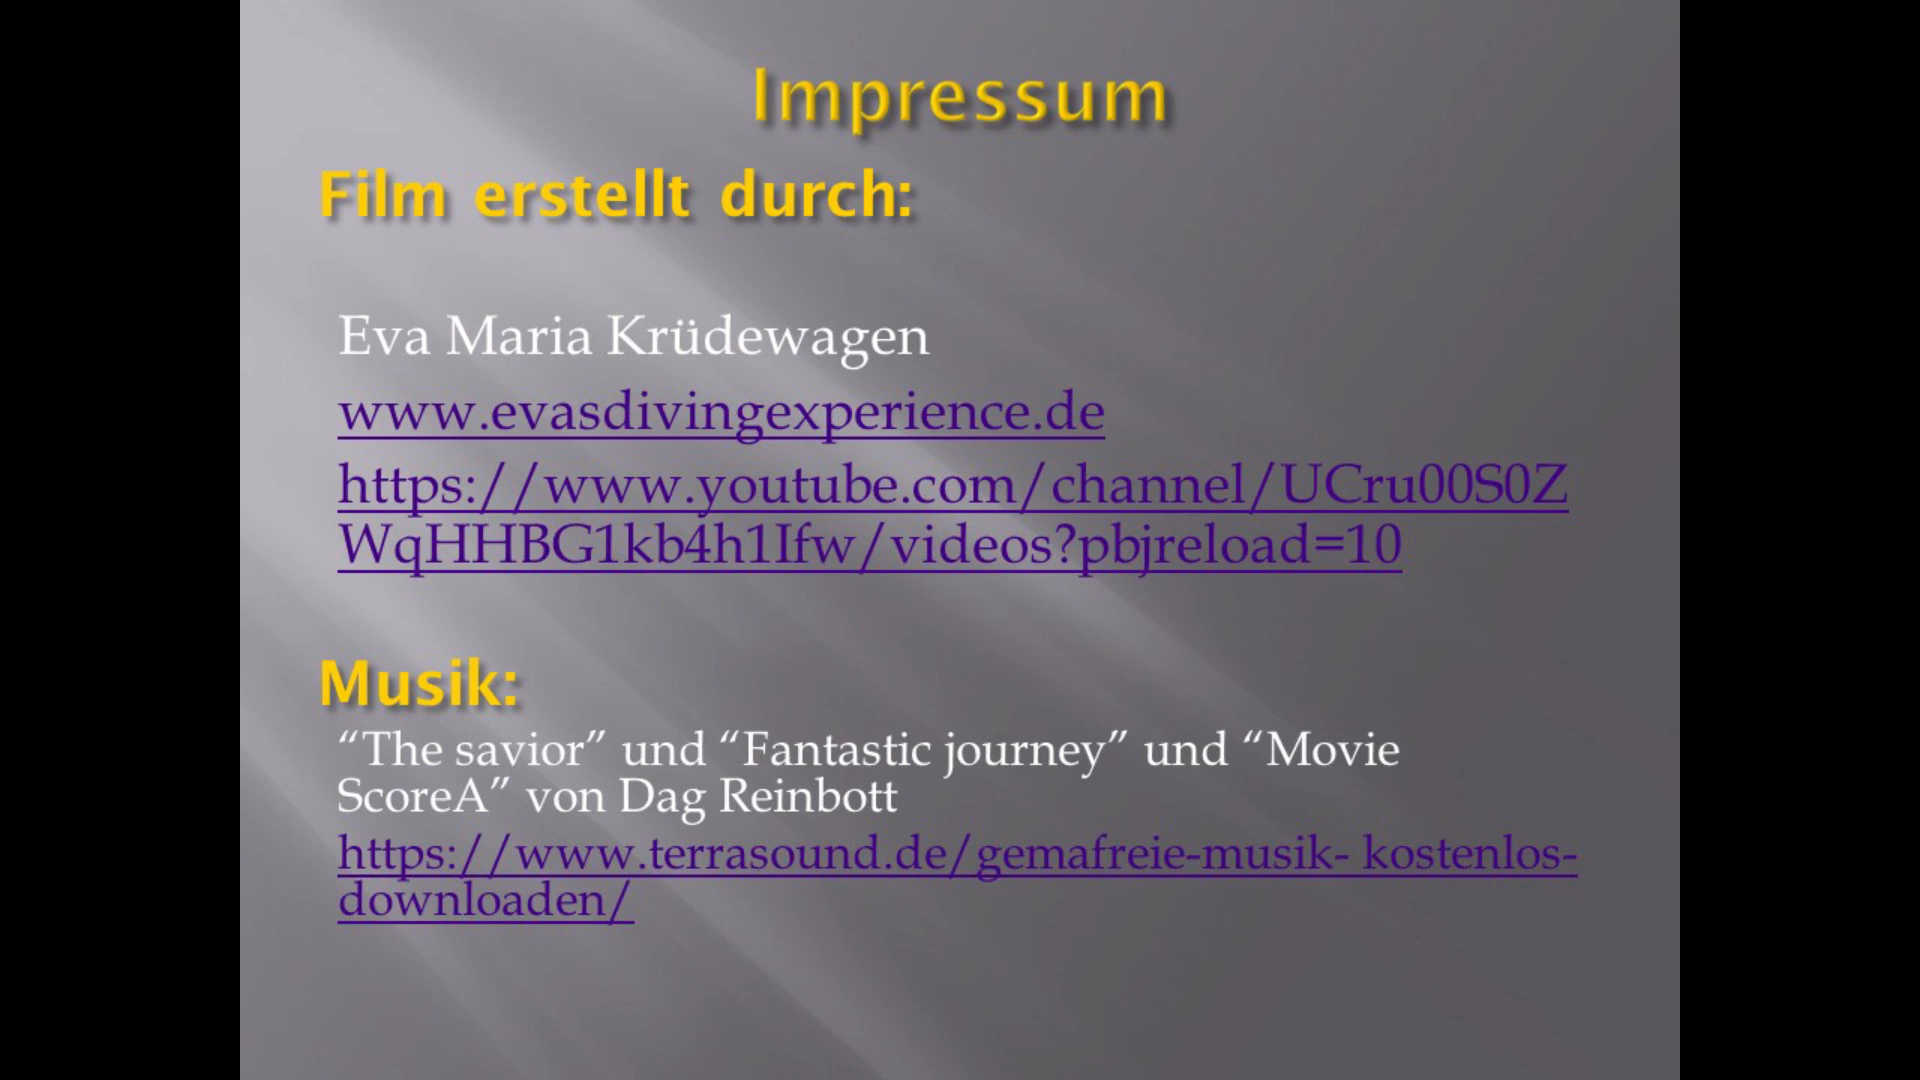 Impressum
Film erstellt durch:
Eva Maria Krüdewagen
www.evasdivingexperience.de
https://www.youtube.com/channel/UCru00S0Z
WqHHBG1kb4h1Ifw/videos?pbjreload=10
Musik:
“The savior” und “Fantastic journey” und “Movie
ScoreA” von Dag Reinbott
https://www.terrasound.de/gemafreie-musik- kostenlos-
downloaden/